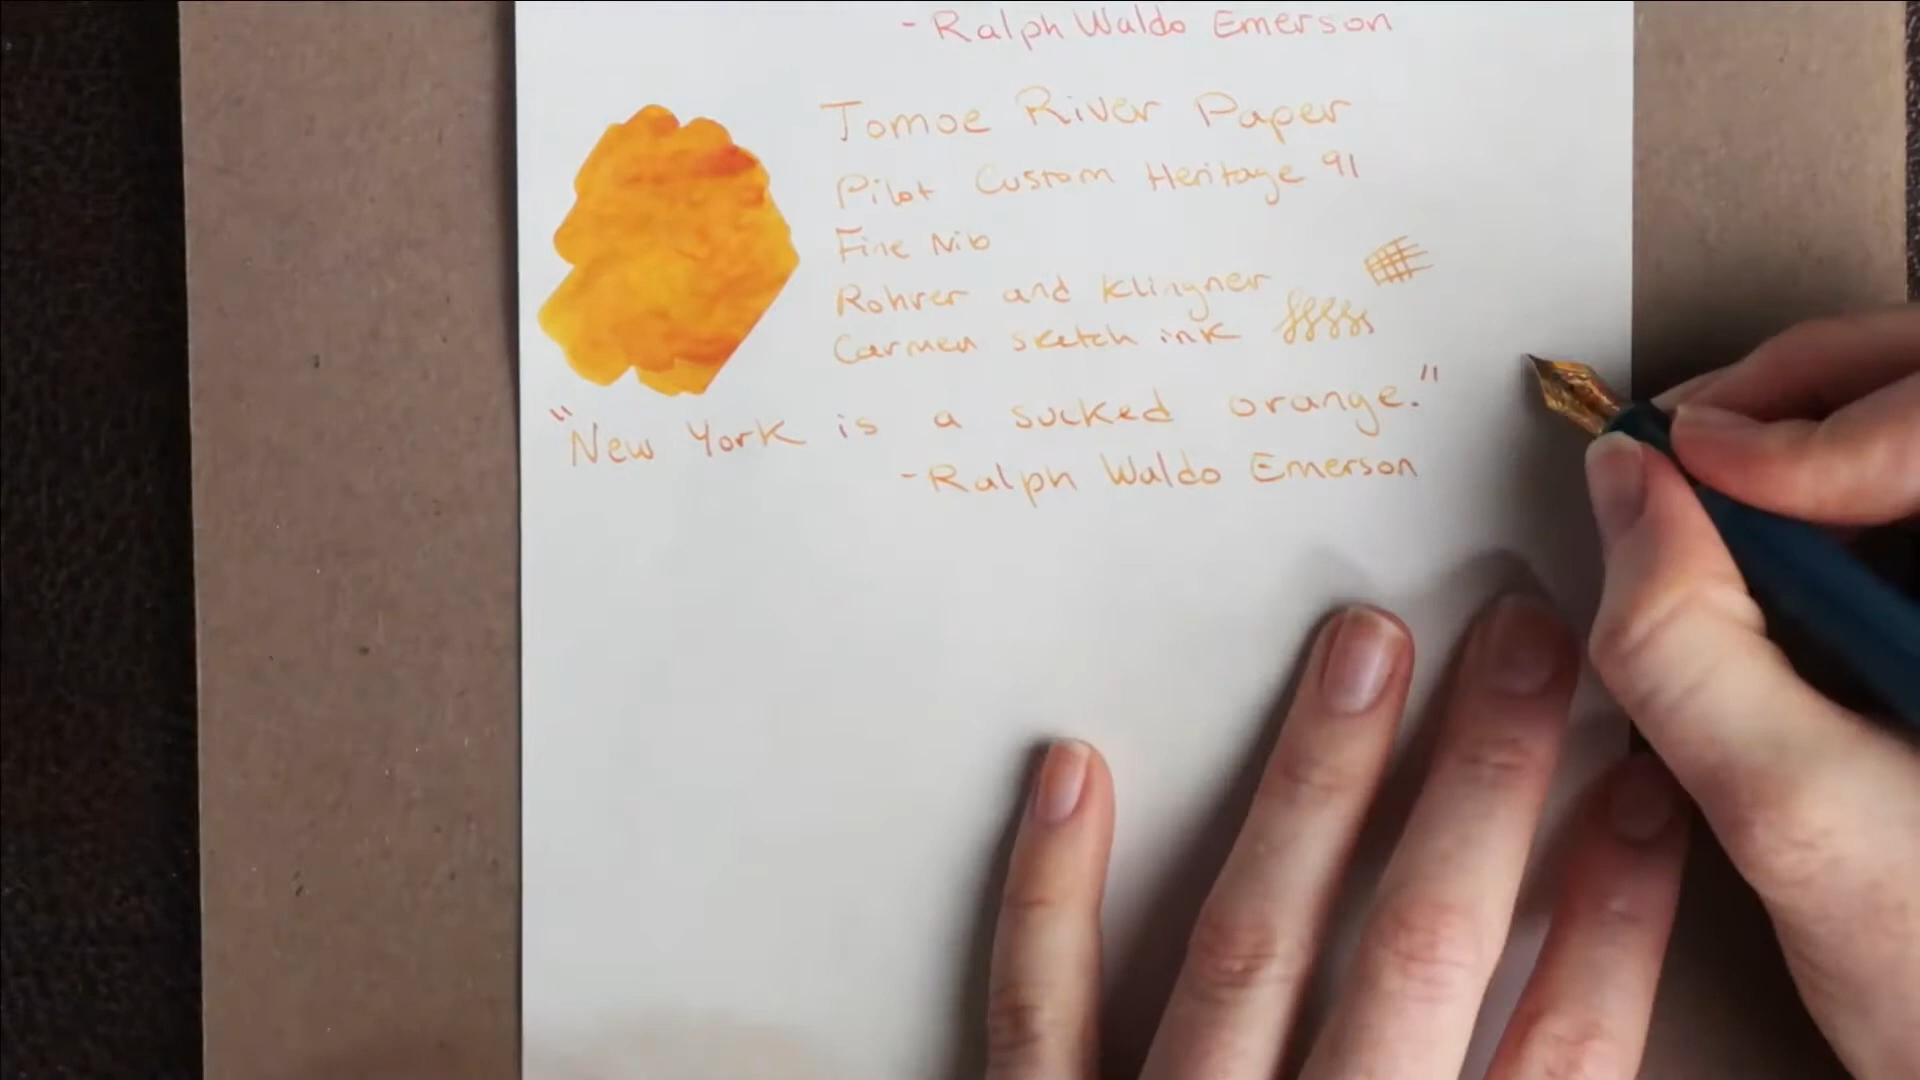 -Ralph Waldo Emerson
Tomoe River Paper
Pilot Custom Heritage 91
Fine Nib
Rohrer and Klingner
Carmen sketch ink
"New York is a sucked orange."
-Ralph Waldo Emerson